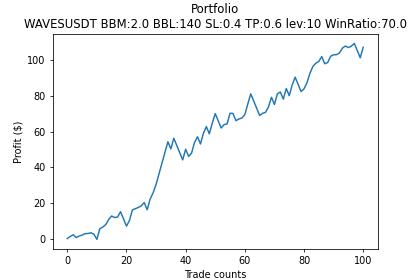 Portfolio
WAVESUSDT BBM:2.0 BBL:140 SL:0.4 TP:0.6 lev:10 WinRatio:70.0
100
80
60
40
20
0
Profit ($)
0 20 40 60 80 100
Trade counts